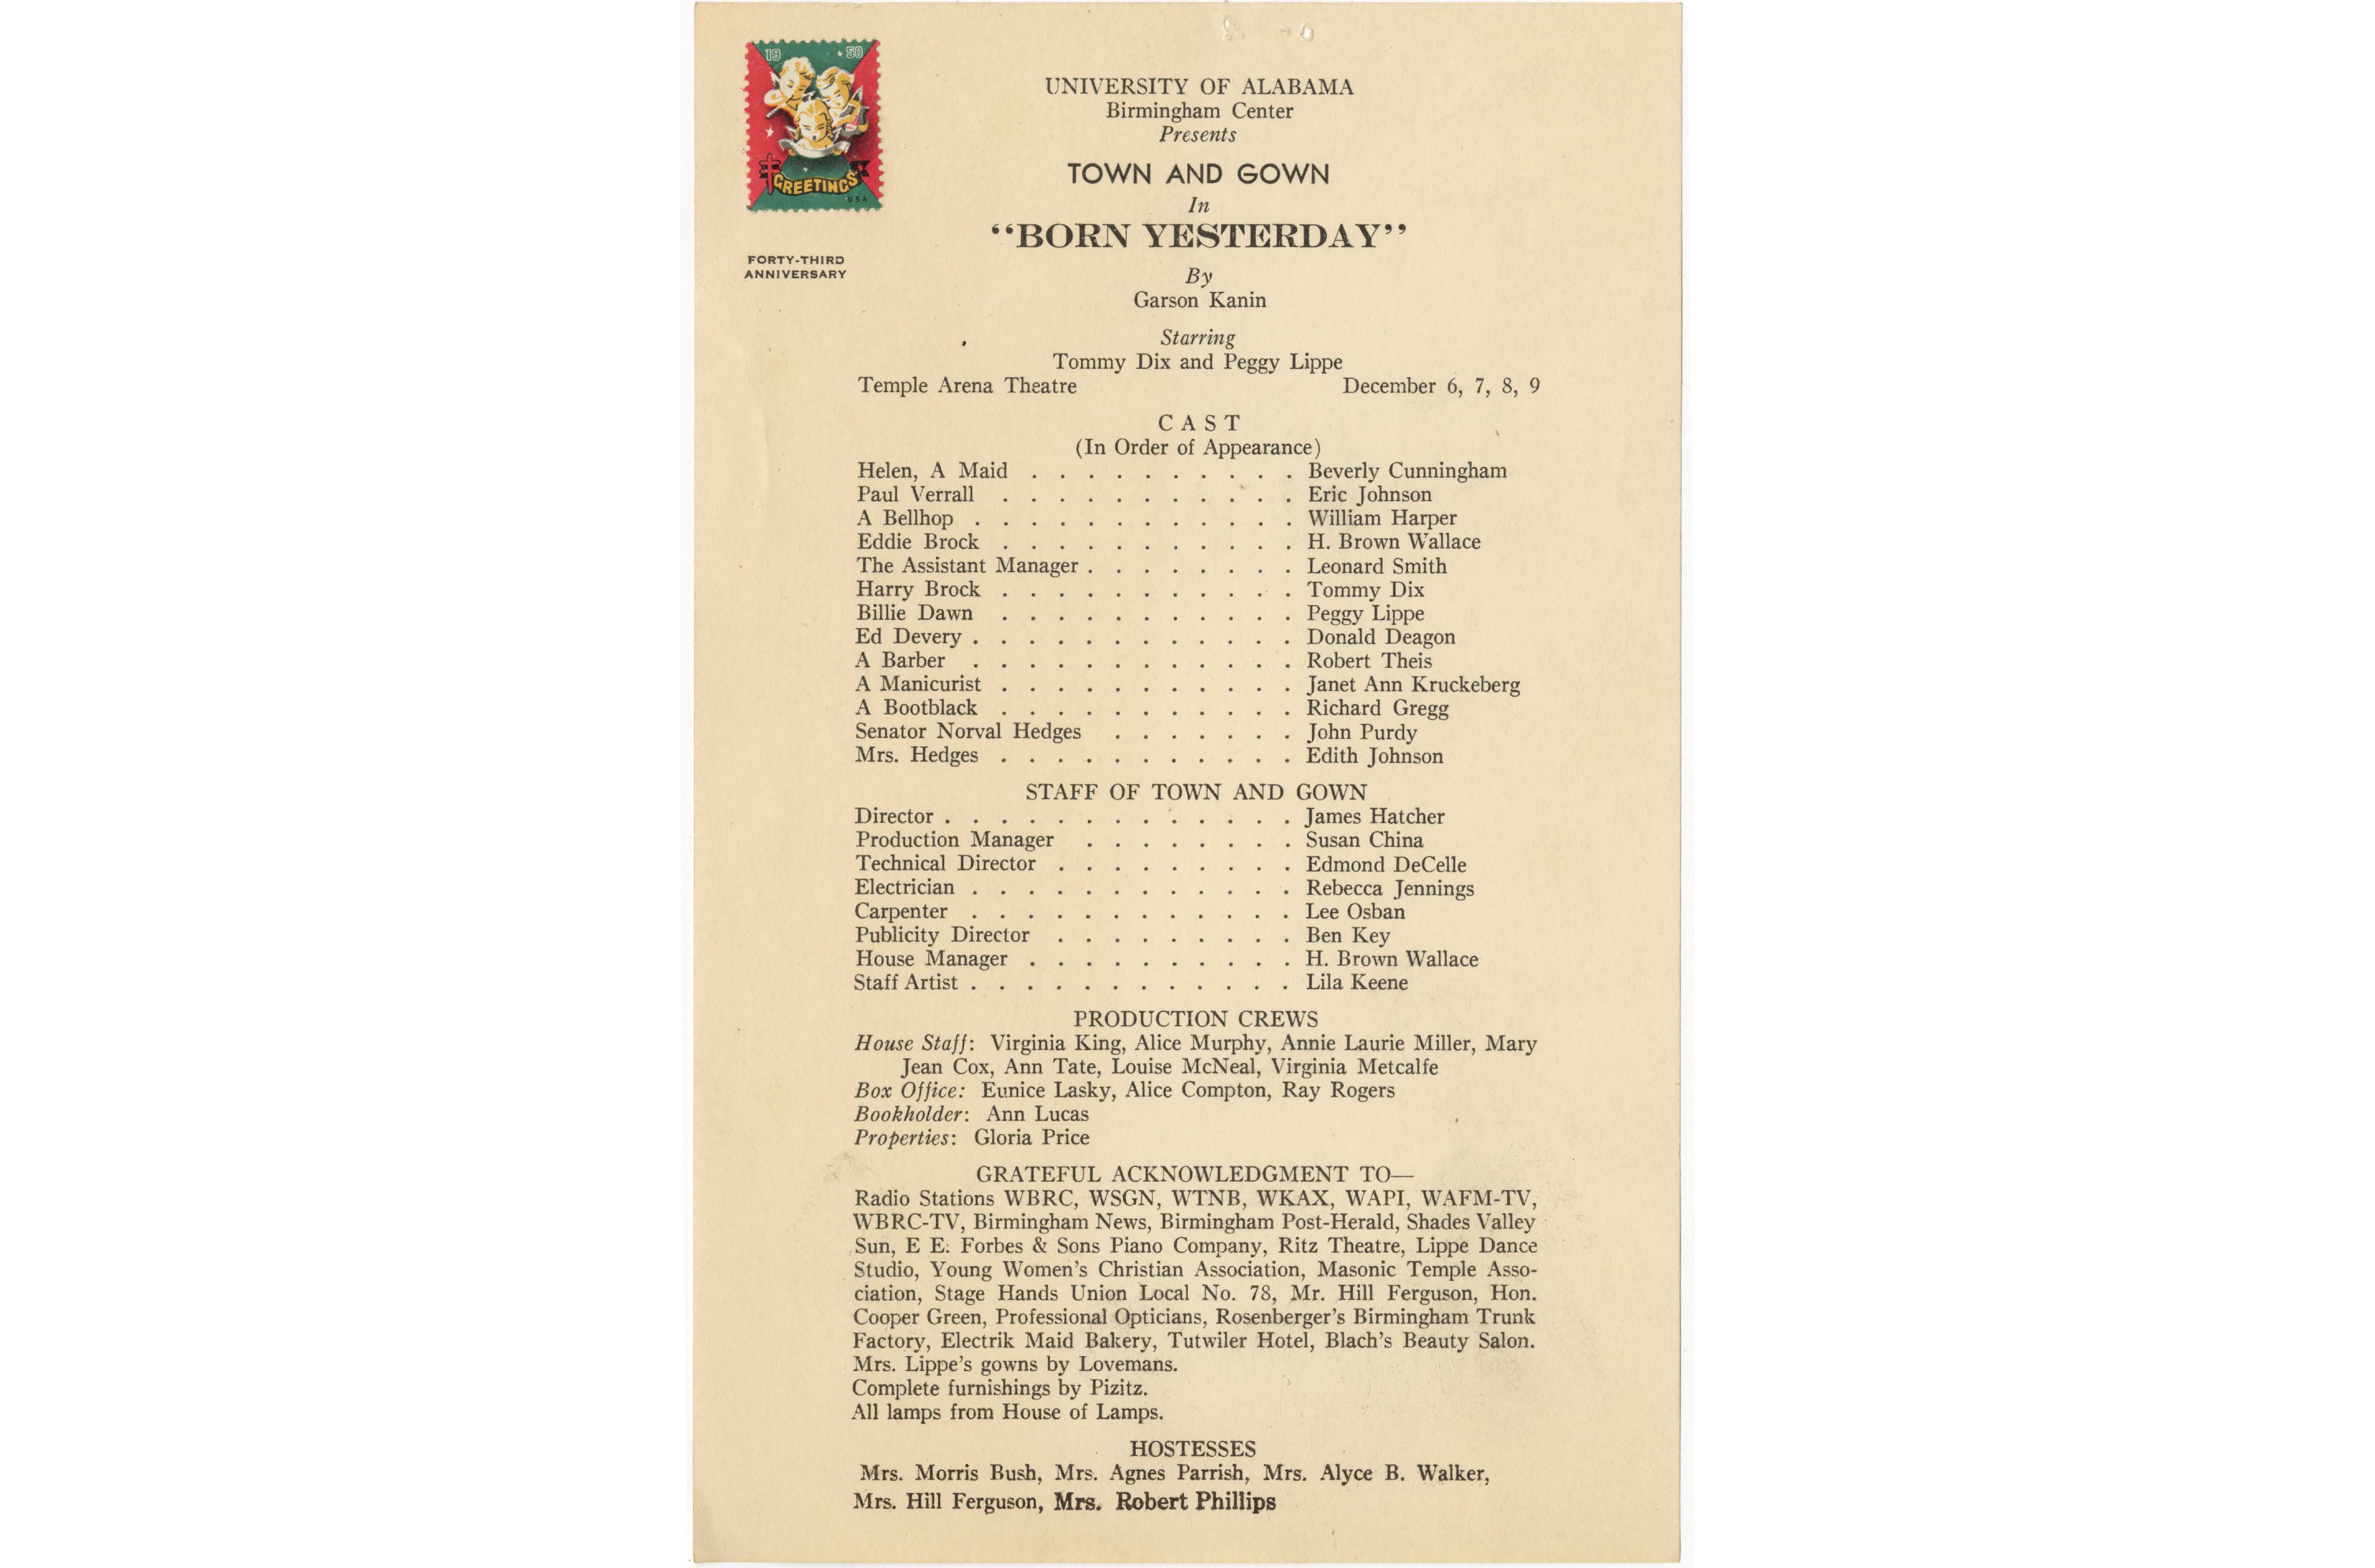 19 50
GREETINGS
USA
FORTY-THIRD
ANNIVERSARY
UNIVERSITY OF ALABAMA
Birmingham Center
Presents
TOWN AND GOWN
In
“BORN YESTERDAY”
By
Garson Kanin
Starring
Tommy Dix and Peggy Lippe
Temple Arena Theatre December 6, 7, 8, 9
CAST
(In Order of Appearance)
Helen, A Maid . . . . . . . . . . Beverly Cunningham
Paul Verrall . . . . . . . . . . . Eric Johnson
A Bellhop . . . . . . . . . . . . William Harper
Eddie Brock . . . . . . . . . . . H. Brown Wallace
The Assistant Manager . . . . . . . . Leonard Smith
Harry Brock . . . . . . . . . . . Tommy Dix
Billie Dawn . . . . . . . . . . . Peggy Lippe
Ed Devery . . . . . . . . . . . . Donald Deagon
A Barber . . . . . . . . . . . . Robert Theis
A Manicurist . . . . . . . . . . . Janet Ann Kruckeberg
A Bootblack . . . . . . . . . . . Richard Gregg
Senator Norval Hedges . . . . . . . John Purdy
Mrs. Hedges . . . . . . . . . . . Edith Johnson
STAFF OF TOWN AND GOWN
Director . . . . . . . . . . . . . James Hatcher
Production Manager . . . . . . . . Susan China
Technical Director . . . . . . . . . Edmond DeCelle
Electrician . . . . . . . . . . . . Rebecca Jennings
Carpenter . . . . . . . . . . . . Lee Osban
Publicity Director . . . . . . . . . Ben Key
House Manager . . . . . . . . . . H. Brown Wallace
Staff Artist . . . . . . . . . . . . Lila Keene
PRODUCTION CREWS
House Staff: Virginia King, Alice Murphy, Annie Laurie Miller, Mary
Jean Cox, Ann Tate, Louise McNeal, Virginia Metcalfe
Box Office: Eunice Lasky, Alice Compton, Ray Rogers
Bookholder: Ann Lucas
Properties: Gloria Price
GRATEFUL ACKNOWLEDGMENT TO—
Radio Stations WBRC, WSGN, WTNB, WKAX, WAPI, WAFM-TV,
WBRC-TV, Birmingham News, Birmingham Post-Herald, Shades Valley
Sun, E E. Forbes & Sons Piano Company, Ritz Theatre, Lippe Dance
Studio, Young Women’s Christian Association, Masonic Temple Asso-
ciation, Stage Hands Union Local No. 78, Mr. Hill Ferguson, Hon.
Cooper Green, Professional Opticians, Rosenberger’s Birmingham Trunk
Factory, Electrik Maid Bakery, Tutwiler Hotel, Blach’s Beauty Salon.
Mrs. Lippe’s gowns by Lovemans.
Complete furnishings by Pizitz.
All lamps from House of Lamps.
HOSTESSES
Mrs. Morris Bush, Mrs. Agnes Parrish, Mrs. Alyce B. Walker,
Mrs. Hill Ferguson, Mrs. Robert Phillips